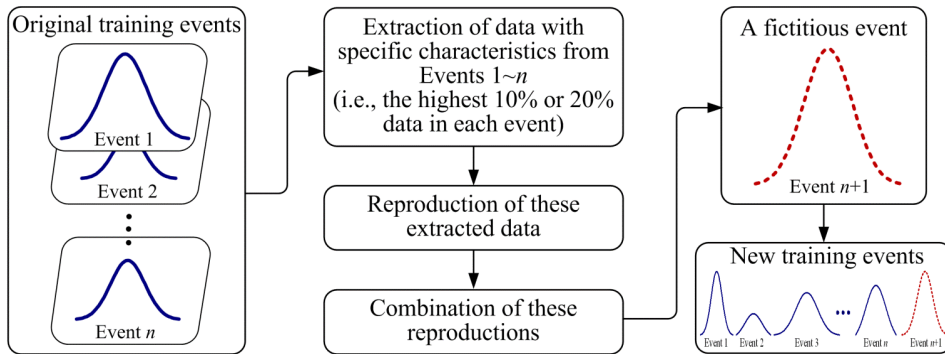 Original training events
Event 1
Event 2
Event n
Extraction of data with
specific characteristics from
Events 1~n
(i.e., the highest 10% or 20%
data in each event)
Reproduction of these
extracted data
Combination of these
reproductions
A fictitious event
Event n+1
New training events
Event 1 Event 2 Event 3 Event n Event n+1